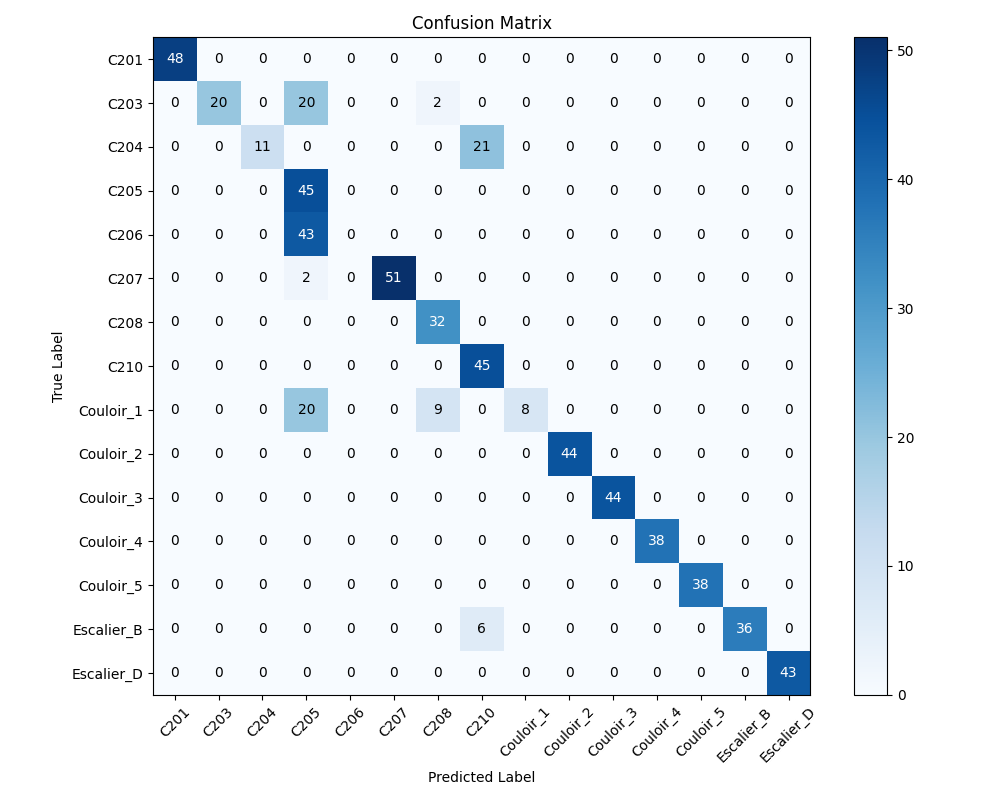 Confusion Matrix
True Label
C201 48 0 0 0 0 0 0 0 0 0 0 0 0 0 0
C203 0 20 0 20 0 0 2 0 0 0 0 0 0 0 0
C204 0 0 11 0 0 0 0 21 0 0 0 0 0 0 0
C205 0 0 0 45 0 0 0 0 0 0 0 0 0 0 0
C206 0 0 0 43 0 0 0 0 0 0 0 0 0 0 0
C207 0 0 0 2 0 51 0 0 0 0 0 0 0 0 0
C208 0 0 0 0 0 0 32 0 0 0 0 0 0 0 0
C210 0 0 0 0 0 0 0 45 0 0 0 0 0 0 0
Couloir_1 0 0 0 20 0 0 9 0 8 0 0 0 0 0 0
Couloir_2 0 0 0 0 0 0 0 0 0 44 0 0 0 0 0
Couloir_3 0 0 0 0 0 0 0 0 0 0 44 0 0 0 0
Couloir_4 0 0 0 0 0 0 0 0 0 0 0 38 0 0 0
Couloir_5 0 0 0 0 0 0 0 0 0 0 0 0 38 0 0
Escalier_B 0 0 0 0 0 0 0 6 0 0 0 0 0 36 0
Escalier_D 0 0 0 0 0 0 0 0 0 0 0 0 0 0 43
C201 C203 C204 C205 C206 C207 C208 C210 Couloir_1 Couloir_2 Couloir_3 Couloir_4 Couloir_5 Escalier_B Escalier_D
Predicted Label
50
40
30
20
10
0